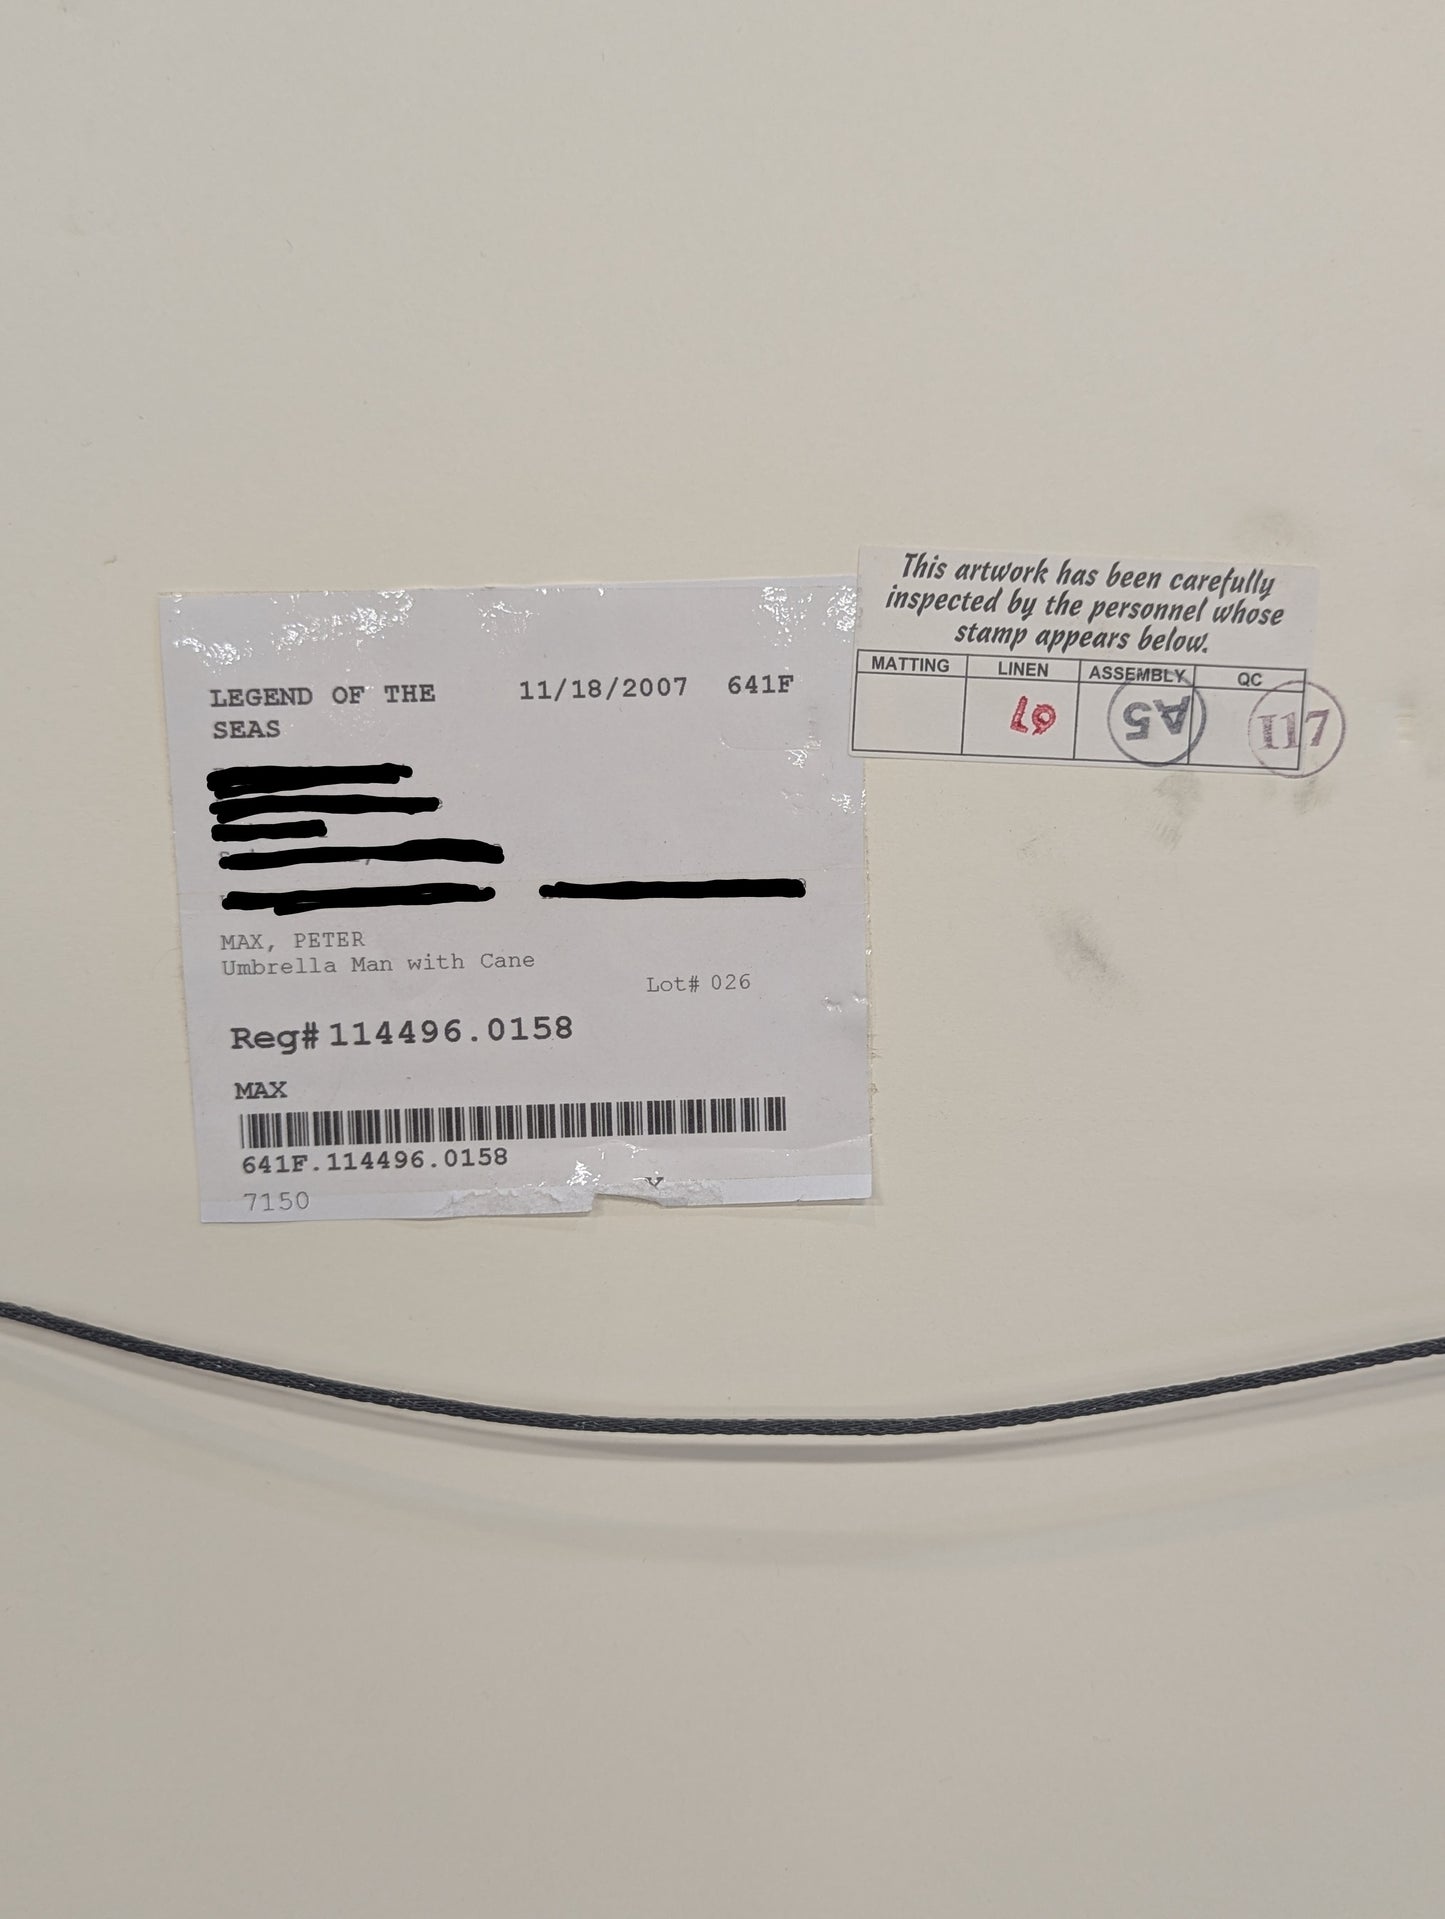 LEGEND OF THE SEAS 11/18/2007 641F
MAX, PETER
Umbrella Man with Cane
Lot# 026
Reg# 114496.0158
MAX
641F.114496.0158
7150
This artwork has been carefully
inspected by the personnel whose
stamp appears below.
MATTING LINEN ASSEMBLY QC
A5 117